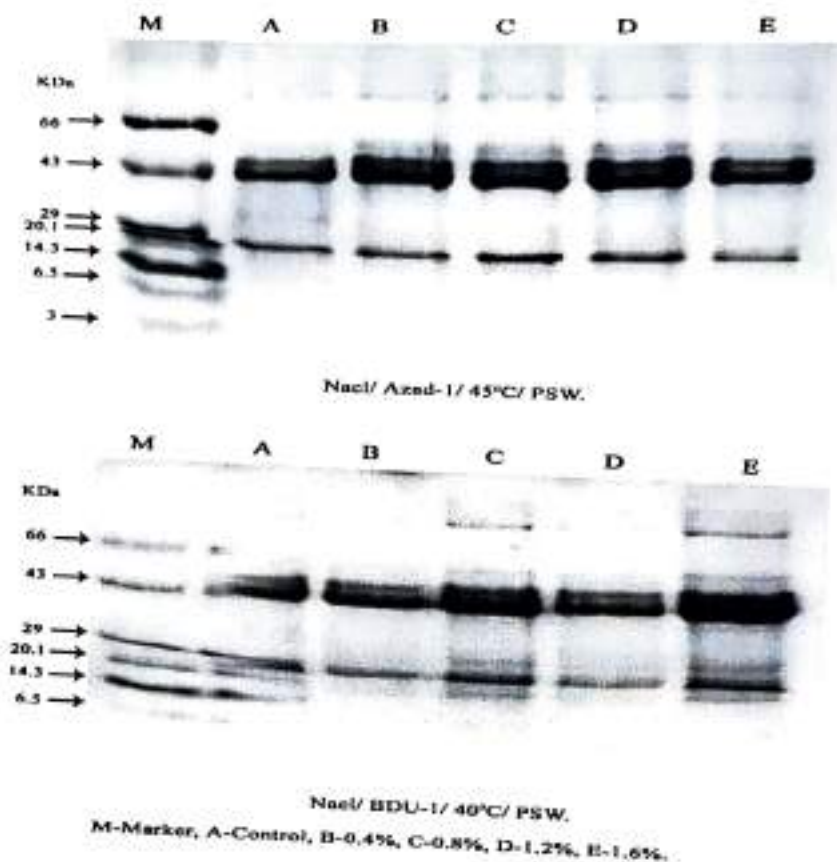 M A B C D E
KDa
66
43
29
20.1
14.3
6.5
3
Nacl/ Azad-1/ 45°C/ PSW.
M A B C D E
KDa
66
43
29
20.1
14.3
6.5
Nacl/ BDU-1/ 40°C/ PSW.
M-Marker, A-Control, B-0.4%, C-0.8%, D-1.2%, E-1.6%.